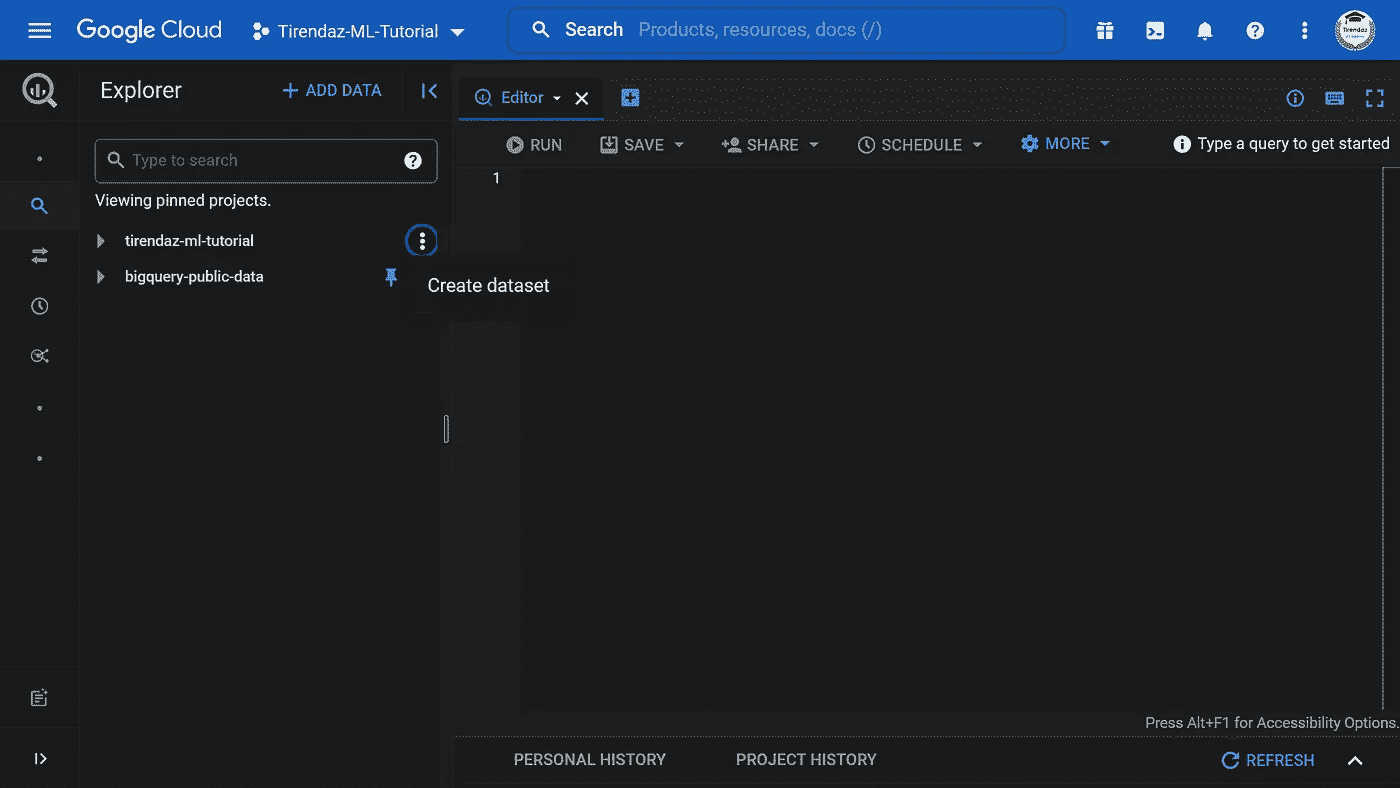 Google Cloud
Tirendaz-ML-Tutorial
Search Products, resources, docs (/)
Tirendaz
Explorer
+ ADD DATA
Editor
RUN
SAVE
SHARE
SCHEDULE
MORE
Type a query to get started
Type to search
Viewing pinned projects.
1
tirendaz-ml-tutorial
bigquery-public-data
Create dataset
Press Alt+F1 for Accessibility Options.
PERSONAL HISTORY
PROJECT HISTORY
REFRESH